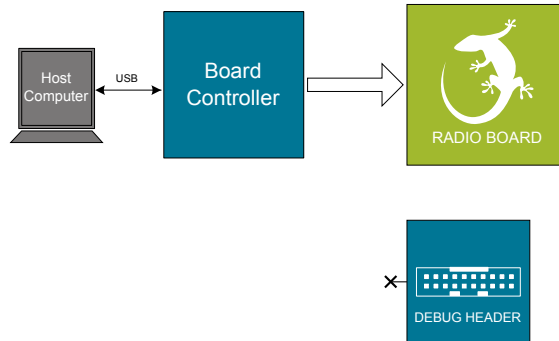 Host
Computer
USB
Board
Controller
RADIO BOARD
DEBUG HEADER